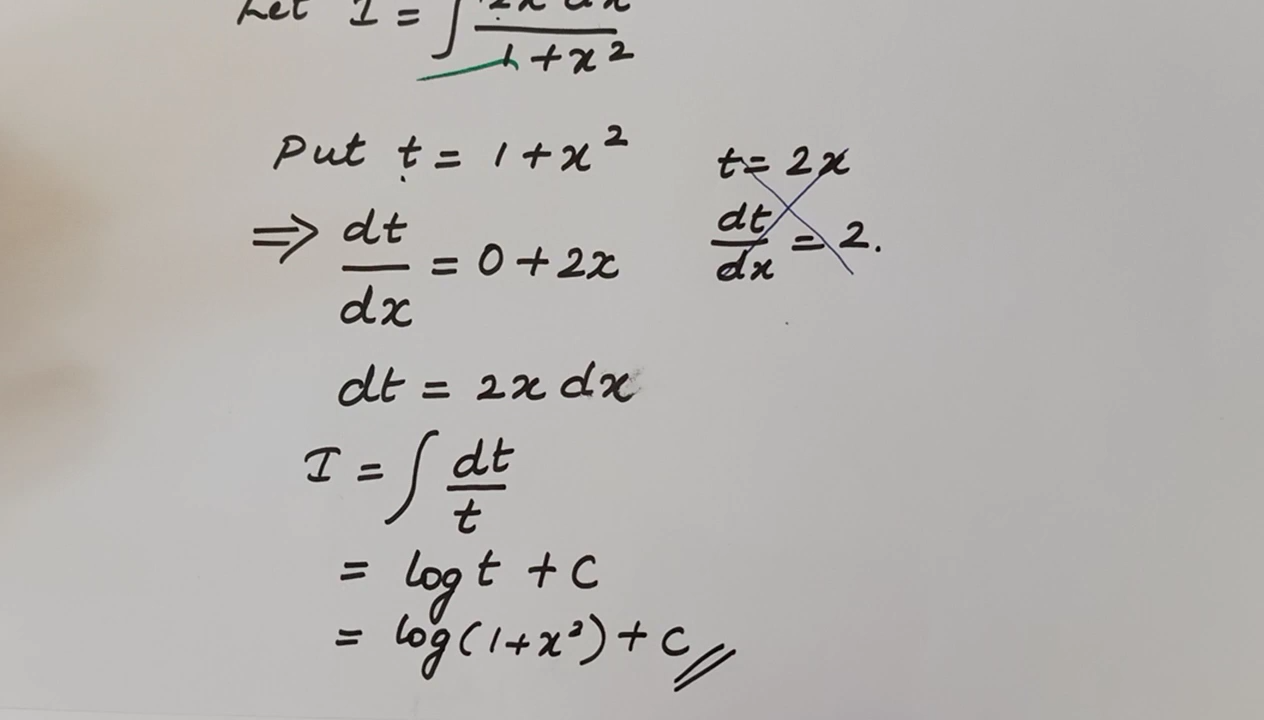 Let I = ∫ 2x dx / 1 + x²
Put t = 1 + x²
⇒ dt/dx = 0 + 2x
dt = 2x dx
I = ∫ dt/t
= log t + C
= log(1+x²) + C
t = 2x
dt/dx = 2.